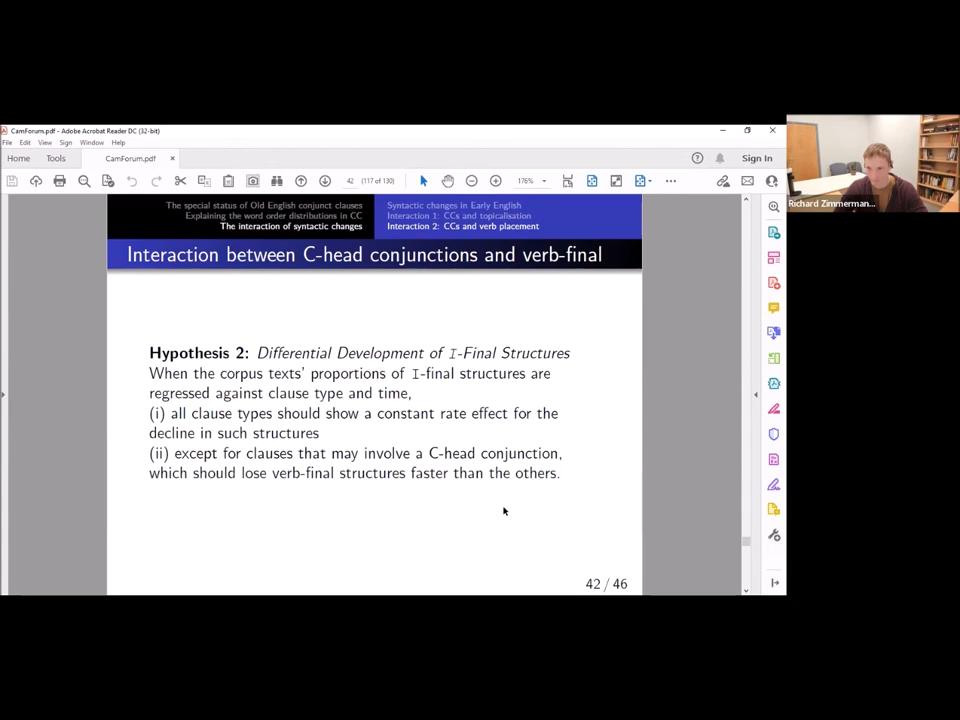 CamForum.pdf - Adobe Acrobat Reader DC (32-bit)
File Edit View Sign Window Help
Home Tools CamForum.pdf × Sign In
42 (117 of 130) 176%
The special status of Old English conjunct clauses
Explaining the word order distributions in CC
The interaction of syntactic changes
Syntactic changes in Early English
Interaction 1: CCs and topicalisation
Interaction 2: CCs and verb placement
Interaction between C-head conjunctions and verb-final
Hypothesis 2: Differential Development of I-Final Structures
When the corpus texts' proportions of I-final structures are
regressed against clause type and time,
(i) all clause types should show a constant rate effect for the
decline in such structures
(ii) except for clauses that may involve a C-head conjunction,
which should lose verb-final structures faster than the others.
42 / 46
Richard Zimmerman...